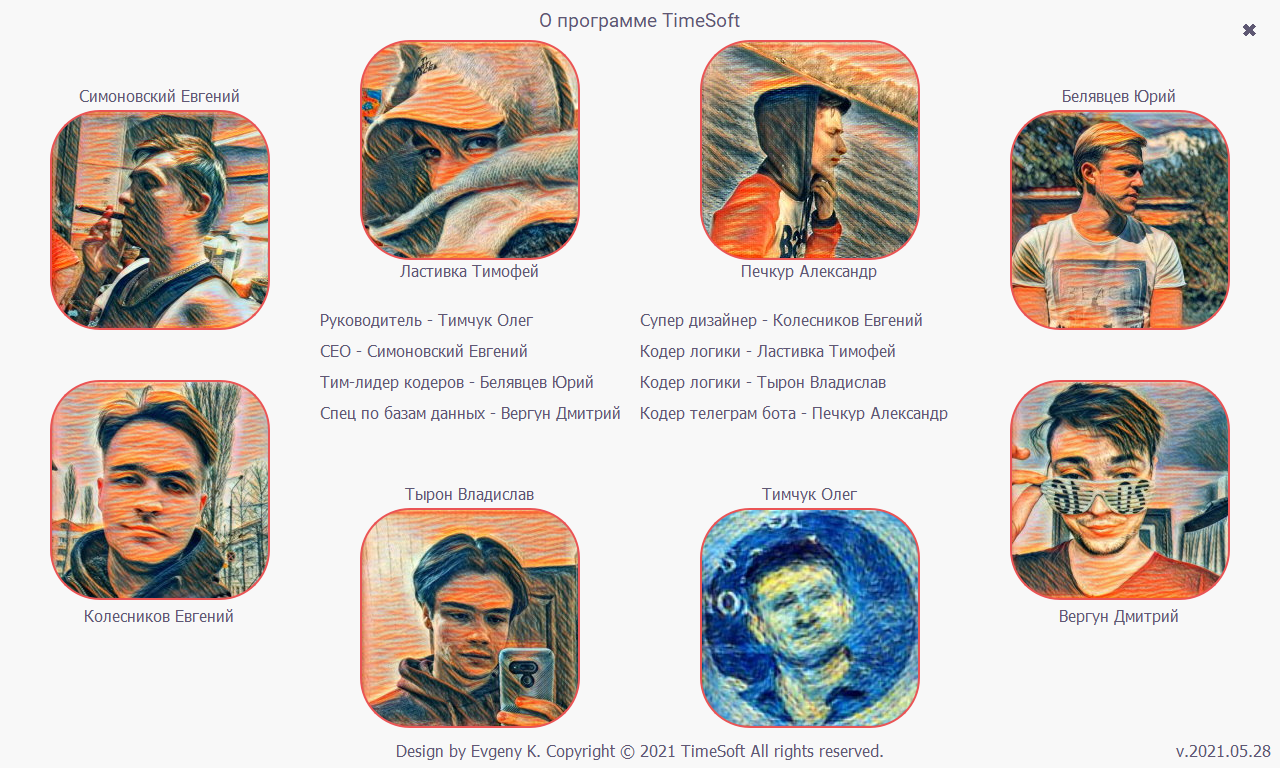 О программе TimeSoft
Симоновский Евгений
Белявцев Юрий
Ластивка Тимофей
Печкур Александр
Руководитель - Тимчук Олег
Супер дизайнер - Колесников Евгений
CEO - Симоновский Евгений
Кодер логики - Ластивка Тимофей
Тим-лидер кодеров - Белявцев Юрий
Кодер логики - Тырон Владислав
Спец по базам данных - Вергун Дмитрий
Кодер телеграм бота - Печкур Александр
Тырон Владислав
Тимчук Олег
Колесников Евгений
Вергун Дмитрий
Design by Evgeny K. Copyright © 2021 TimeSoft All rights reserved.
v.2021.05.28